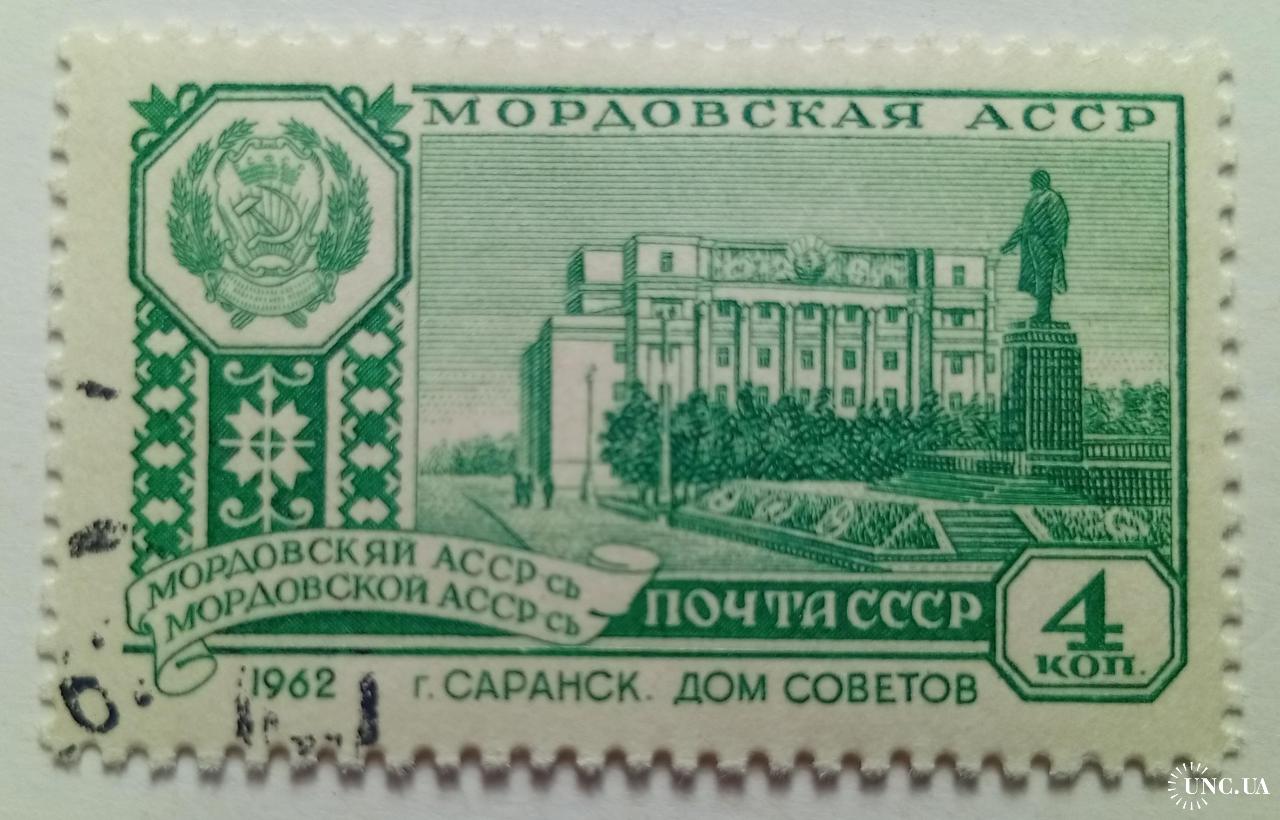 МОРДОВСКАЯ АССР
МОРДОВСКЯЙ АССР-СЬ
МОРДОВСКОЙ АССР-СЬ
ПОЧТА СССР
4
КОП.
1962 г. САРАНСК. ДОМ СОВЕТОВ
UNC.UA